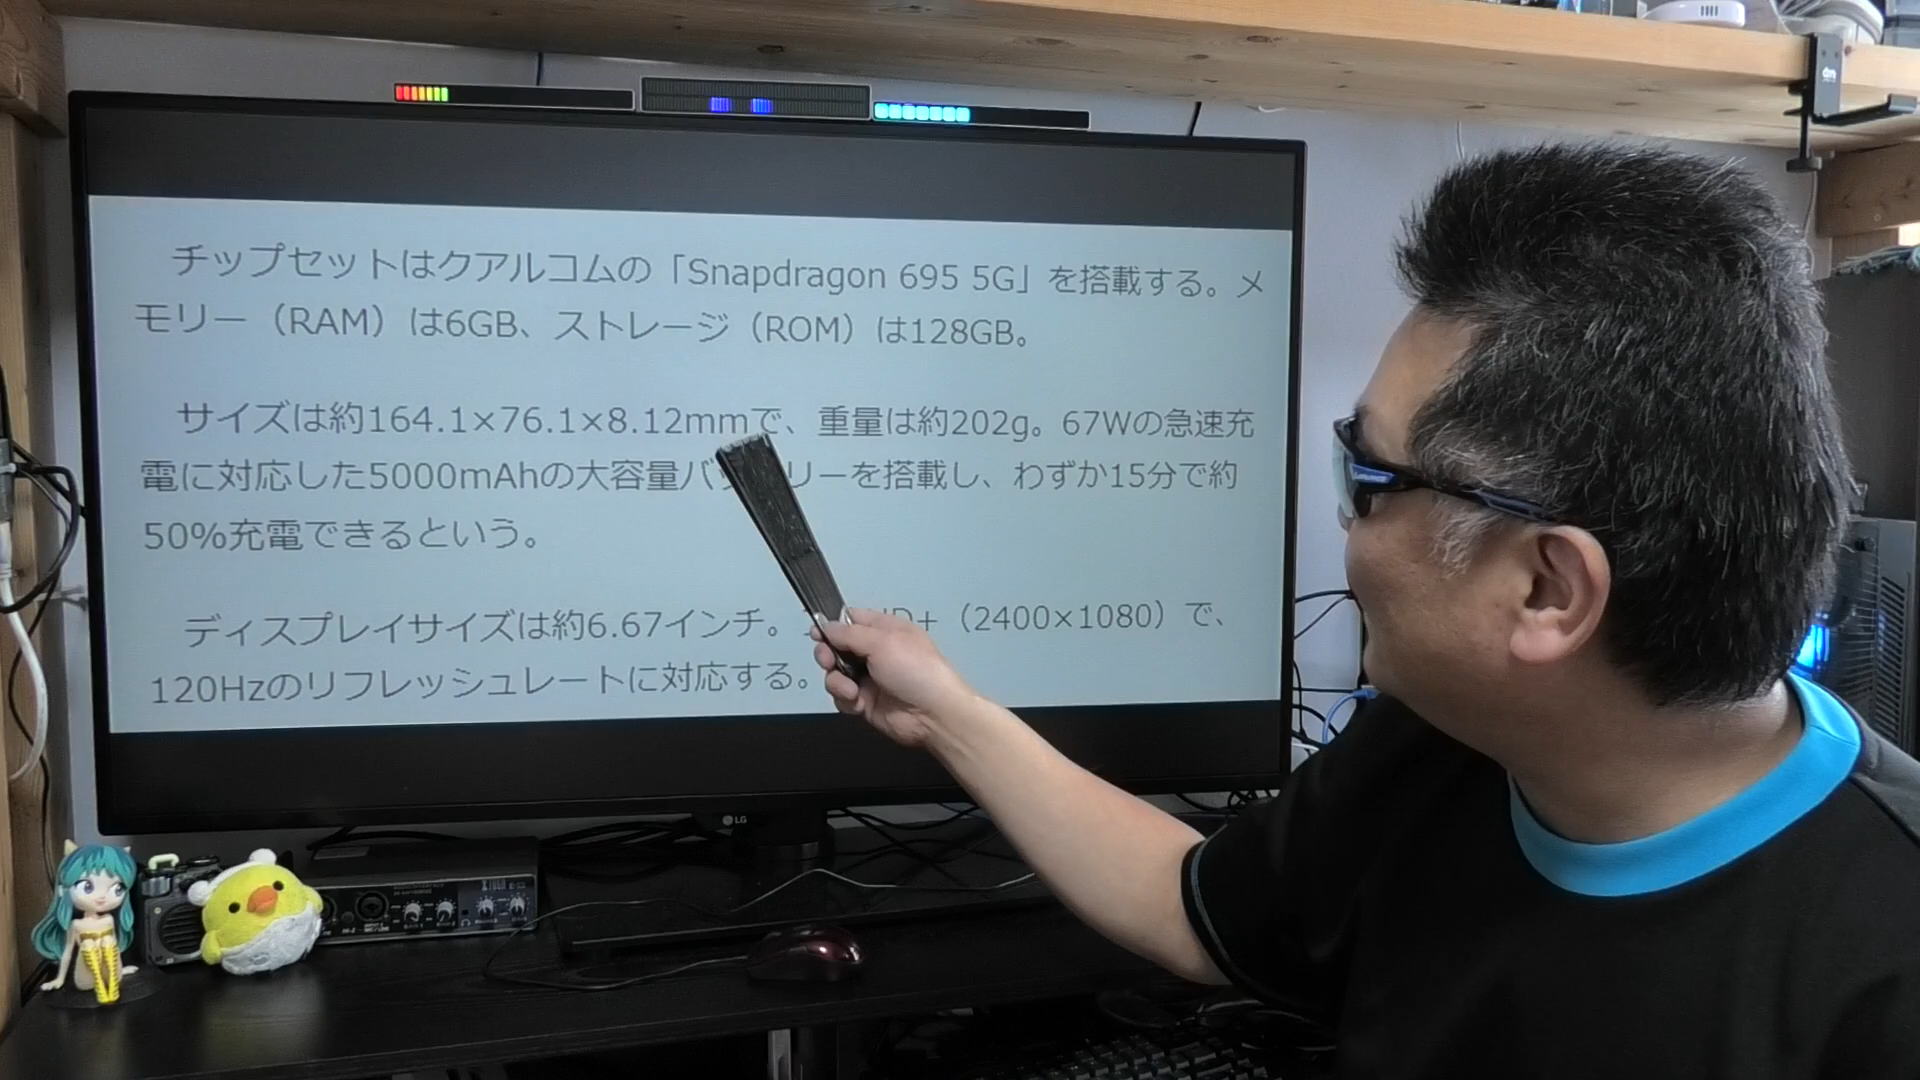 チップセットはクアルコムの「Snapdragon 695 5G」を搭載する。メ
モリー（RAM）は6GB、ストレージ（ROM）は128GB。
サイズは約164.1×76.1×8.12mmで、重量は約202g。67Wの急速充
電に対応した5000mAhの大容量バ リーを搭載し、わずか15分で約
50%充電できるという。
ディスプレイサイズは約6.67インチ。 D+（2400×1080）で、
120Hzのリフレッシュレートに対応する。
LG